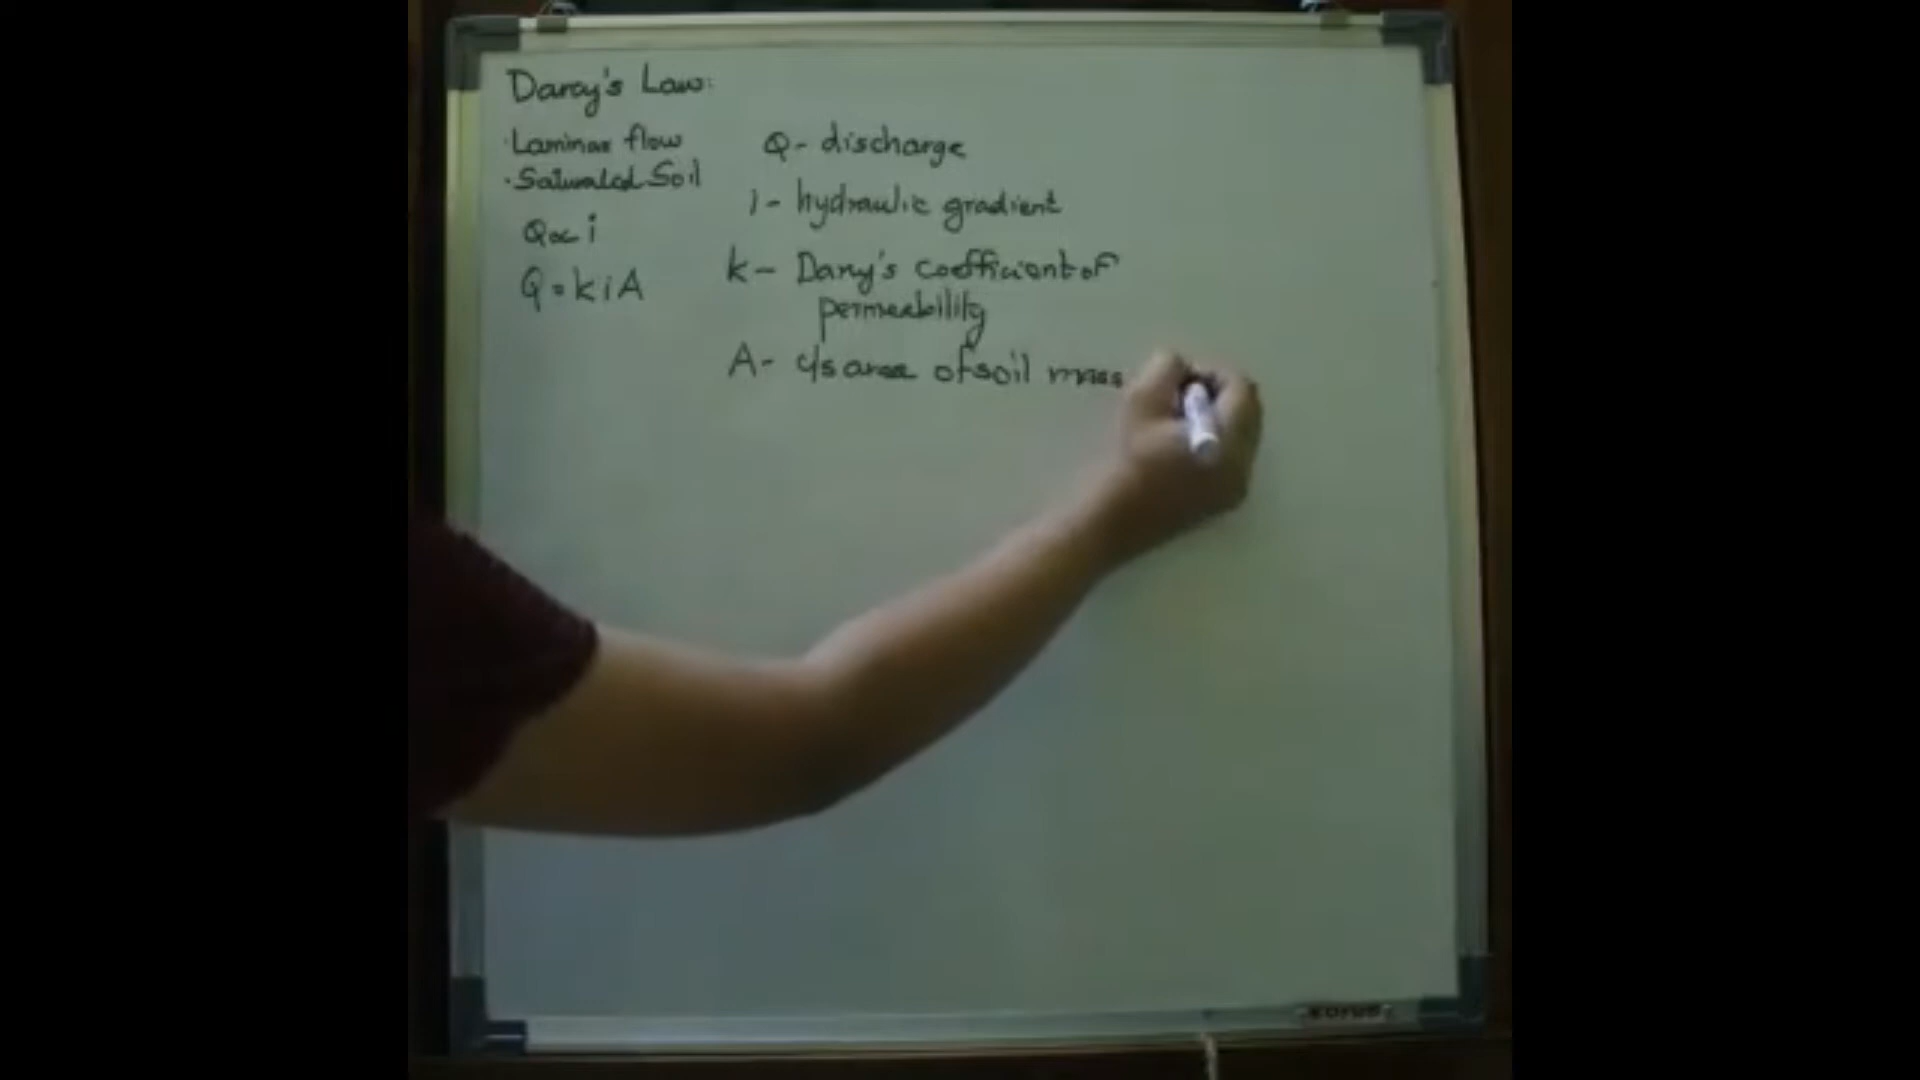 Darcy's Law:
·Laminar flow
·Saturated Soil
Q∝ i
Q = k i A
Q - discharge
i - hydraulic gradient
k - Darcy's coefficient of
permeability
A - c/s area of soil mass